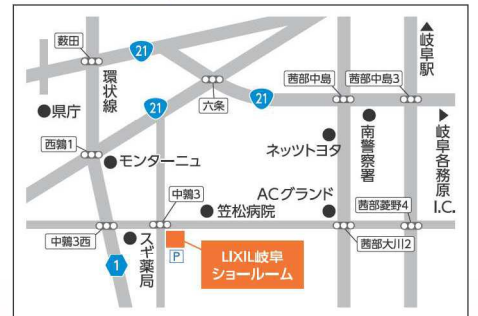 薮田
21
環状線
県庁
21
六条
21
茜部中島
茜部中島3
岐阜駅
西鶉1
モンターニュ
ネッツトヨタ
南警察署
岐阜各務原I.C.
中鶉3
笠松病院
ACグランド
茜部菱野4
中鶉3西
1
スギ薬局
P
LIXIL岐阜
ショールーム
茜部大川2